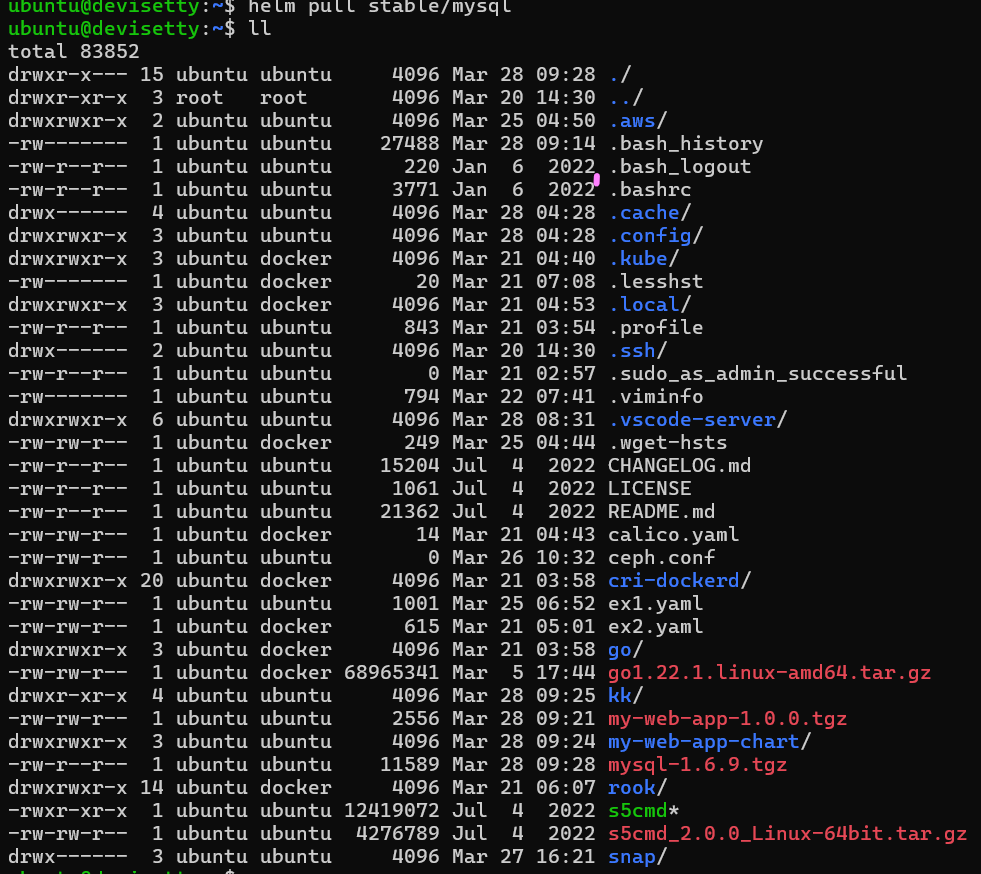 ubuntu@devisetty:~$ helm pull stable/mysql
ubuntu@devisetty:~$ ll
total 83852
drwxr-x--- 15 ubuntu ubuntu     4096 Mar 28 09:28 ./
drwxr-xr-x  3 root   root       4096 Mar 20 14:30 ../
drwxrwxr-x  2 ubuntu ubuntu     4096 Mar 25 04:50 .aws/
-rw-------  1 ubuntu ubuntu    27488 Mar 28 09:14 .bash_history
-rw-r--r--  1 ubuntu ubuntu      220 Jan  6  2022 .bash_logout
-rw-r--r--  1 ubuntu ubuntu     3771 Jan  6  2022 .bashrc
drwx------  4 ubuntu ubuntu     4096 Mar 28 04:28 .cache/
drwxrwxr-x  3 ubuntu ubuntu     4096 Mar 28 04:28 .config/
drwxrwxr-x  3 ubuntu docker     4096 Mar 21 04:40 .kube/
-rw-------  1 ubuntu docker       20 Mar 21 07:08 .lesshst
drwxrwxr-x  3 ubuntu docker     4096 Mar 21 04:53 .local/
-rw-r--r--  1 ubuntu ubuntu      843 Mar 21 03:54 .profile
drwx------  2 ubuntu ubuntu     4096 Mar 20 14:30 .ssh/
-rw-r--r--  1 ubuntu ubuntu        0 Mar 21 02:57 .sudo_as_admin_successful
-rw-------  1 ubuntu ubuntu      794 Mar 22 07:41 .viminfo
drwxrwxr-x  6 ubuntu ubuntu     4096 Mar 28 08:31 .vscode-server/
-rw-rw-r--  1 ubuntu docker      249 Mar 25 04:44 .wget-hsts
-rw-r--r--  1 ubuntu ubuntu    15204 Jul  4  2022 CHANGELOG.md
-rw-r--r--  1 ubuntu ubuntu     1061 Jul  4  2022 LICENSE
-rw-r--r--  1 ubuntu ubuntu    21362 Jul  4  2022 README.md
-rw-rw-r--  1 ubuntu docker       14 Mar 21 04:43 calico.yaml
-rw-rw-r--  1 ubuntu ubuntu        0 Mar 26 10:32 ceph.conf
drwxrwxr-x 20 ubuntu docker     4096 Mar 21 03:58 cri-dockerd/
-rw-rw-r--  1 ubuntu ubuntu     1001 Mar 25 06:52 ex1.yaml
-rw-rw-r--  1 ubuntu docker      615 Mar 21 05:01 ex2.yaml
drwxrwxr-x  3 ubuntu docker     4096 Mar 21 03:58 go/
-rw-rw-r--  1 ubuntu docker 68965341 Mar  5 17:44 go1.22.1.linux-amd64.tar.gz
drwxr-xr-x  4 ubuntu ubuntu     4096 Mar 28 09:25 kk/
-rw-rw-r--  1 ubuntu ubuntu     2556 Mar 28 09:21 my-web-app-1.0.0.tgz
drwxrwxr-x  3 ubuntu ubuntu     4096 Mar 28 09:24 my-web-app-chart/
-rw-r--r--  1 ubuntu ubuntu    11589 Mar 28 09:28 mysql-1.6.9.tgz
drwxrwxr-x 14 ubuntu docker     4096 Mar 21 06:07 rook/
-rwxr-xr-x  1 ubuntu ubuntu 12419072 Jul  4  2022 s5cmd*
-rw-rw-r--  1 ubuntu ubuntu  4276789 Jul  4  2022 s5cmd_2.0.0_Linux-64bit.tar.gz
drwx------  3 ubuntu ubuntu     4096 Mar 27 16:21 snap/